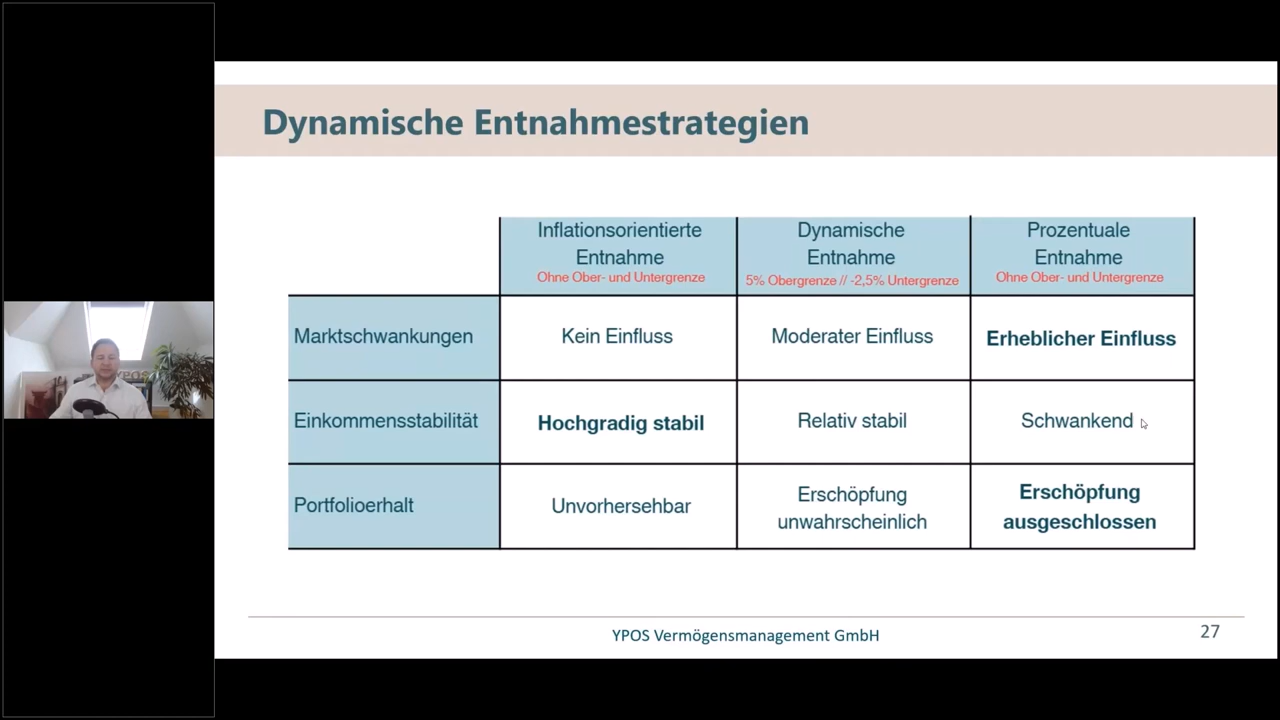 Dynamische Entnahmestrategien
Inflationsorientierte
Entnahme
Ohne Ober- und Untergrenze
Dynamische
Entnahme
5% Obergrenze // -2,5% Untergrenze
Prozentuale
Entnahme
Ohne Ober- und Untergrenze
Marktschwankungen
Kein Einfluss
Moderater Einfluss
Erheblicher Einfluss
Einkommensstabilität
Hochgradig stabil
Relativ stabil
Schwankend
Portfolioerhalt
Unvorhersehbar
Erschöpfung
unwahrscheinlich
Erschöpfung
ausgeschlossen
YPOS Vermögensmanagement GmbH
27
YPOS